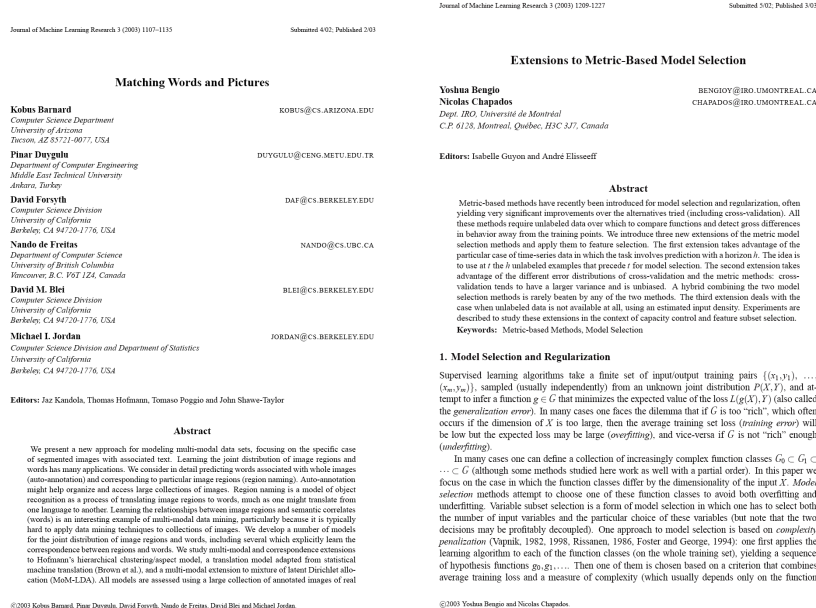 Journal of Machine Learning Research 3 (2003) 1107–1135
Submitted 4/02; Published 2/03
Matching Words and Pictures
Kobus Barnard
KOBUS@CS.ARIZONA.EDU
Computer Science Department
University of Arizona
Tucson, AZ 85721-0077, USA
Pinar Duygulu
DUYGULU@CENG.METU.EDU.TR
Department of Computer Engineering
Middle East Technical University
Ankara, Turkey
David Forsyth
DAF@CS.BERKELEY.EDU
Computer Science Division
University of California
Berkeley, CA 94720-1776, USA
Nando de Freitas
NANDO@CS.UBC.CA
Department of Computer Science
University of British Columbia
Vancouver, B.C. V6T 1Z4, Canada
David M. Blei
BLEI@CS.BERKELEY.EDU
Computer Science Division
University of California
Berkeley, CA 94720-1776, USA
Michael I. Jordan
JORDAN@CS.BERKELEY.EDU
Computer Science Division and Department of Statistics
University of California
Berkeley, CA 94720-1776, USA
Editors: Jaz Kandola, Thomas Hofmann, Tomaso Poggio and John Shawe-Taylor
Abstract
We present a new approach for modeling multi-modal data sets, focusing on the specific case
of segmented images with associated text. Learning the joint distribution of image regions and
words has many applications. We consider in detail predicting words associated with whole images
(auto-annotation) and corresponding to particular image regions (region naming). Auto-annotation
might help organize and access large collections of images. Region naming is a model of object
recognition as a process of translating image regions to words, much as one might translate from
one language to another. Learning the relationships between image regions and semantic correlates
(words) is an interesting example of multi-modal data mining, particularly because it is typically
hard to apply data mining techniques to collections of images. We develop a number of models
for the joint distribution of image regions and words, including several which explicitly learn the
correspondence between regions and words. We study multi-modal and correspondence extensions
to Hofmann's hierarchical clustering/aspect model, a translation model adapted from statistical
machine translation (Brown et al.), and a multi-modal extension to mixture of latent Dirichlet allo-
cation (MoM-LDA). All models are assessed using a large collection of annotated images of real
©2003 Kobus Barnard, Pinar Duygulu, David Forsyth, Nando de Freitas, David Blei and Michael Jordan.
Journal of Machine Learning Research 3 (2003) 1209-1227
Submitted 5/02; Published 3/03
Extensions to Metric-Based Model Selection
Yoshua Bengio
BENGIOY@IRO.UMONTREAL.CA
Nicolas Chapados
CHAPADOS@IRO.UMONTREAL.CA
Dept. IRO, Université de Montréal
C.P. 6128, Montreal, Québec, H3C 3J7, Canada
Editors: Isabelle Guyon and André Elisseeff
Abstract
Metric-based methods have recently been introduced for model selection and regularization, often
yielding very significant improvements over the alternatives tried (including cross-validation). All
these methods require unlabeled data over which to compare functions and detect gross differences
in behavior away from the training points. We introduce three new extensions of the metric model
selection methods and apply them to feature selection. The first extension takes advantage of the
particular case of time-series data in which the task involves prediction with a horizon h. The idea
is to use at t the h unlabeled examples that precede t for model selection. The second extension takes
advantage of the different error distributions of cross-validation and the metric methods: cross-
validation tends to have a larger variance and is unbiased. A hybrid combining the two model
selection methods is rarely beaten by any of the two methods. The third extension deals with the
case when unlabeled data is not available at all, using an estimated input density. Experiments are
described to study these extensions in the context of capacity control and feature subset selection.
Keywords: Metric-based Methods, Model Selection
1. Model Selection and Regularization
Supervised learning algorithms take a finite set of input/output training pairs {(x1,y1), ...,
(xm,ym)}, sampled (usually independently) from an unknown joint distribution P(X,Y), and at-
tempt to infer a function g ∈ G that minimizes the expected value of the loss L(g(X),Y) (also called
the generalization error). In many cases one faces the dilemma that if G is too "rich", which often
occurs if the dimension of X is too large, then the average training set loss (training error) will
be low but the expected loss may be large (overfitting), and vice-versa if G is not "rich" enough
(underfitting).
In many cases one can define a collection of increasingly complex function classes G0 ⊂ G1 ⊂
··· ⊂ G (although some methods studied here work as well with a partial order). In this paper we
focus on the case in which the function classes differ by the dimensionality of the input X. Model
selection methods attempt to choose one of these function classes to avoid both overfitting and
underfitting. Variable subset selection is a form of model selection in which one has to select both
the number of input variables and the particular choice of these variables (but note that the two
decisions may be profitably decoupled). One approach to model selection is based on complexity
penalization (Vapnik, 1982, 1998, Rissanen, 1986, Foster and George, 1994): one first applies the
learning algorithm to each of the function classes (on the whole training set), yielding a sequence
of hypothesis functions g0,g1,.... Then one of them is chosen based on a criterion that combines
average training loss and a measure of complexity (which usually depends only on the function
©2003 Yoshua Bengio and Nicolas Chapados.